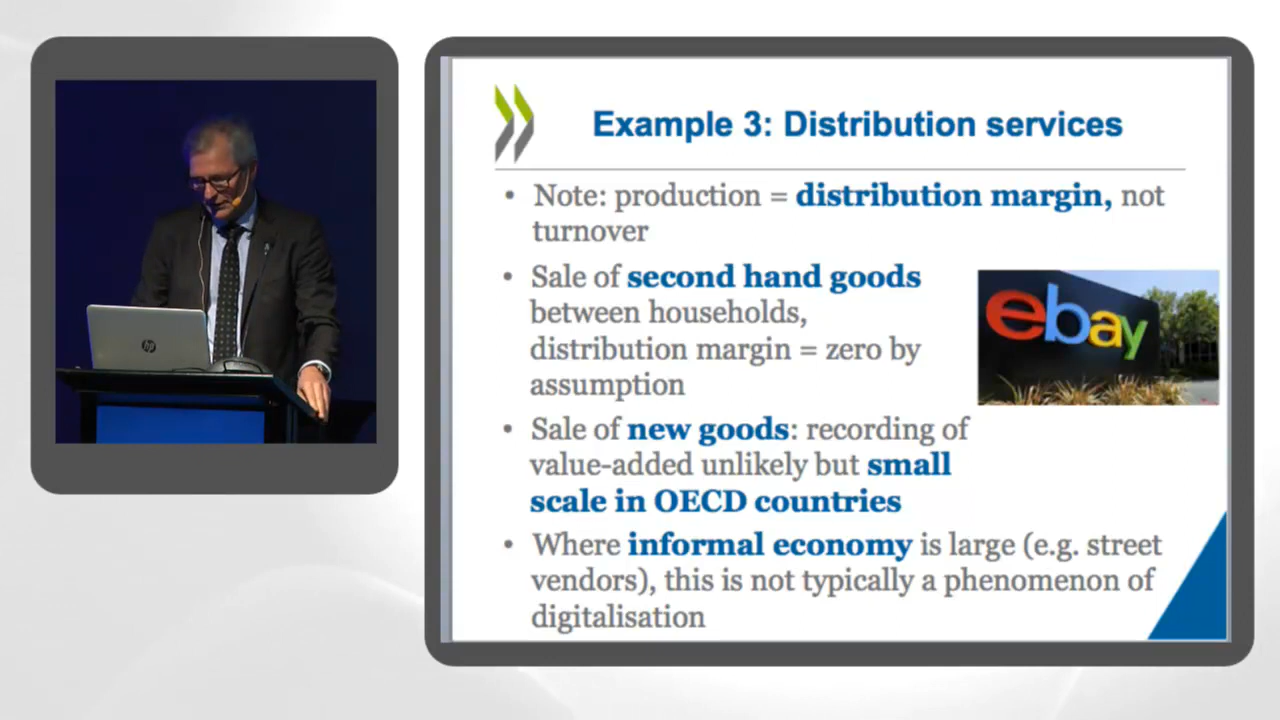 Example 3: Distribution services
• Note: production = distribution margin, not
turnover
• Sale of second hand goods
between households,
distribution margin = zero by
assumption
ebay
• Sale of new goods: recording of
value-added unlikely but small
scale in OECD countries
• Where informal economy is large (e.g. street
vendors), this is not typically a phenomenon of
digitalisation
hp